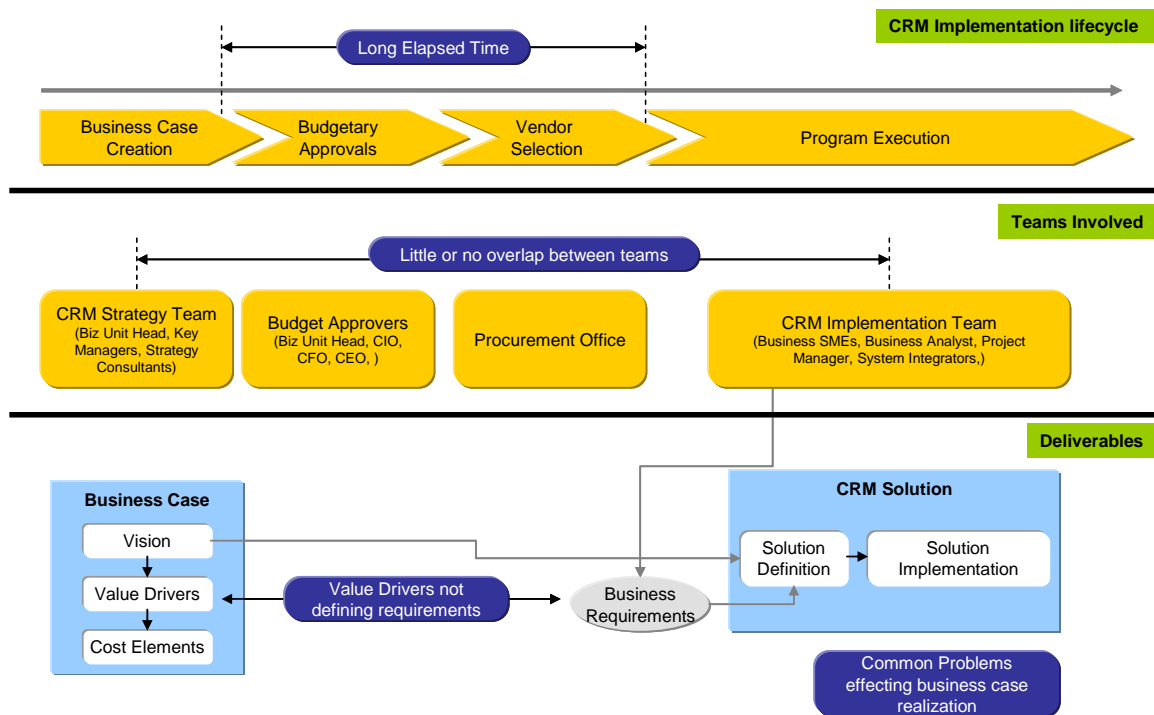 CRM Implementation lifecycle
Long Elapsed Time
Business Case
Creation
Budgetary
Approvals
Vendor
Selection
Program Execution
Teams Involved
Little or no overlap between teams
CRM Strategy Team
(Biz Unit Head, Key
Managers, Strategy
Consultants)
Budget Approvers
(Biz Unit Head, CIO,
CFO, CEO, )
Procurement Office
CRM Implementation Team
(Business SMEs, Business Analyst, Project
Manager, System Integrators,)
Deliverables
Business Case
Vision
Value Drivers
Cost Elements
Value Drivers not
defining requirements
Business
Requirements
CRM Solution
Solution
Definition
Solution
Implementation
Common Problems
effecting business case
realization